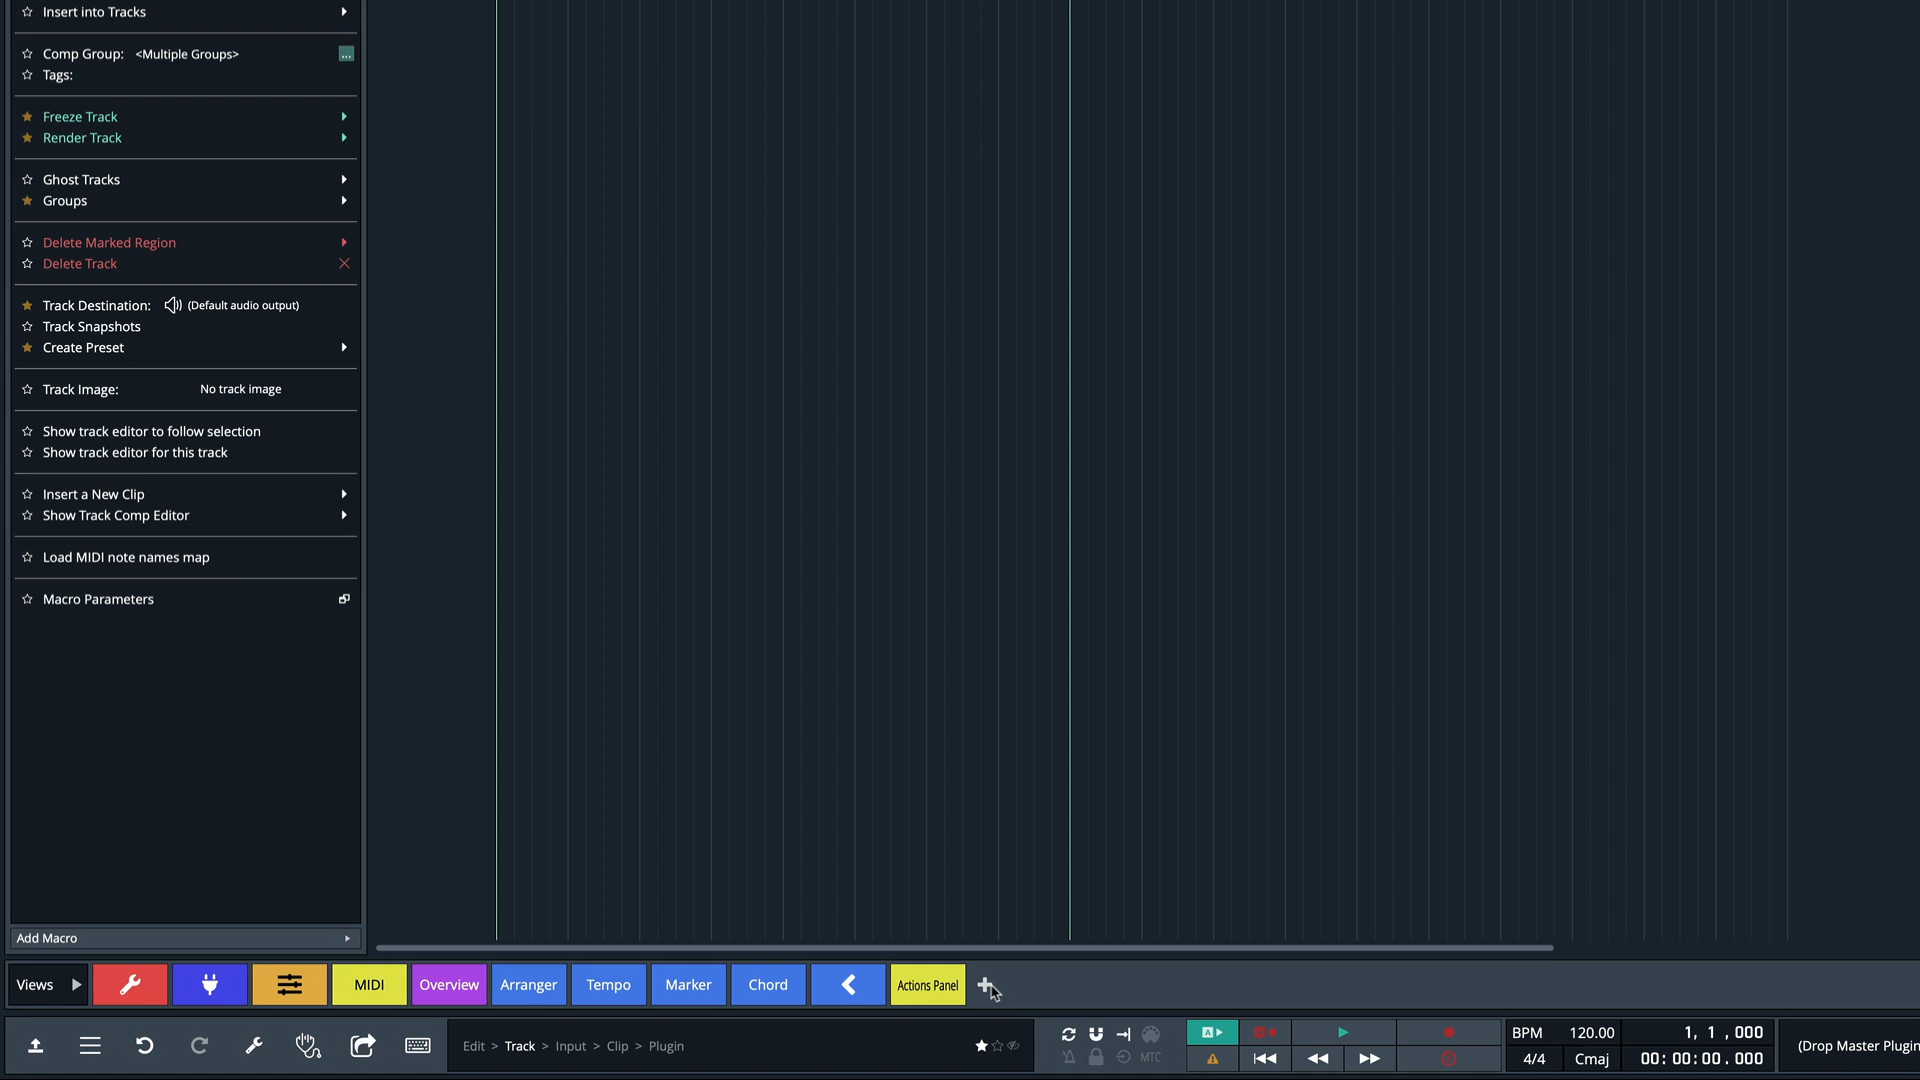 Insert into Tracks
Comp Group: <Multiple Groups> ...
Tags:
Freeze Track
Render Track
Ghost Tracks
Groups
Delete Marked Region
Delete Track
Track Destination: (Default audio output)
Track Snapshots
Create Preset
Track Image: No track image
Show track editor to follow selection
Show track editor for this track
Insert a New Clip
Show Track Comp Editor
Load MIDI note names map
Macro Parameters
Add Macro
Views MIDI Overview Arranger Tempo Marker Chord Actions Panel
Edit > Track > Input > Clip > Plugin
MTC
A
BPM 120.00 1, 1 ,000
4/4 Cmaj 00:00:00.000
(Drop Master Plugin